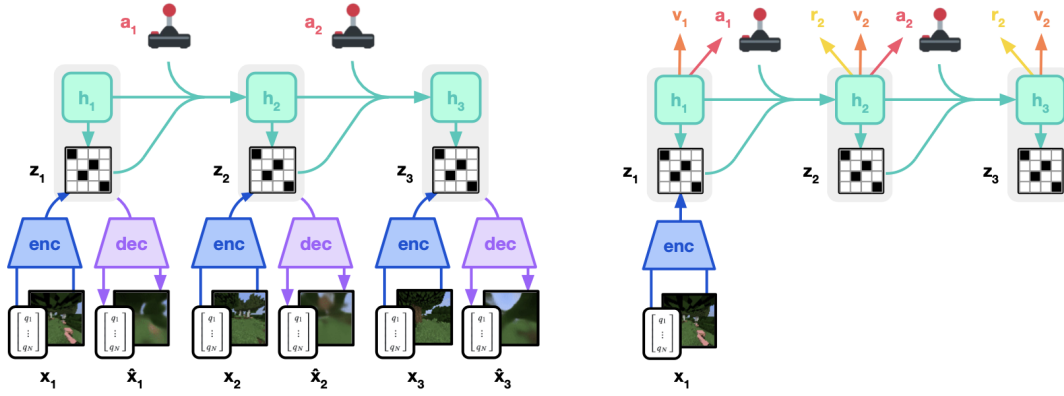 a1 a2
h1 h2 h3
z1 z2 z3
enc dec enc dec enc dec
[q1 ⋮ qN] [q1 ⋮ qN] [q1 ⋮ qN] [q1 ⋮ qN] [q1 ⋮ qN] [q1 ⋮ qN]
x1 x̂1 x2 x̂2 x3 x̂3
v1 a1 r2 v2 a2 r2 v2
h1 h2 h3
z1 z2 z3
enc
[q1 ⋮ qN]
x1